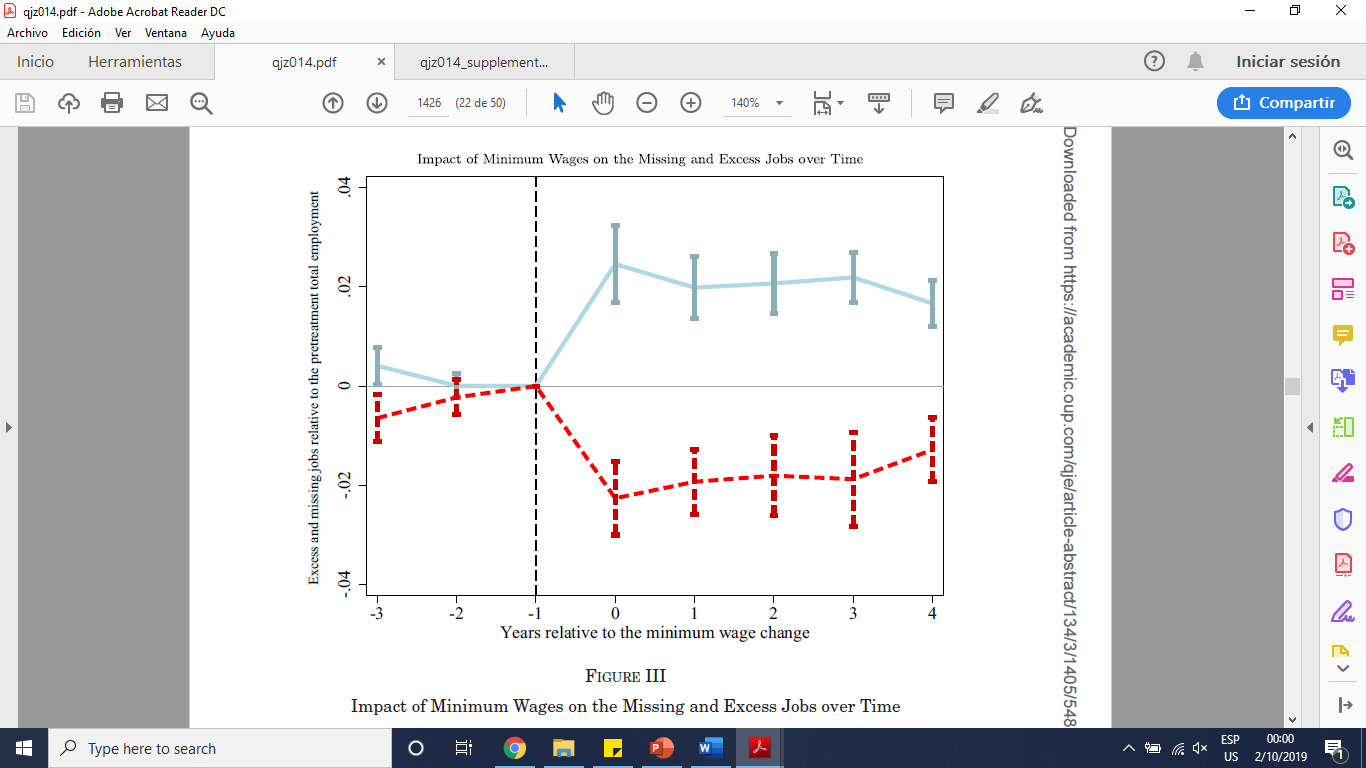 qjz014.pdf - Adobe Acrobat Reader DC
Archivo Edición Ver Ventana Ayuda
Inicio Herramientas qjz014.pdf × qjz014_supplement... Iniciar sesión
1426 (22 de 50) 140% Compartir
Impact of Minimum Wages on the Missing and Excess Jobs over Time
Excess and missing jobs relative to the pretreatment total employment
.04
.02
0
-.02
-.04
-3 -2 -1 0 1 2 3 4
Years relative to the minimum wage change
FIGURE III
Impact of Minimum Wages on the Missing and Excess Jobs over Time
Downloaded from https://academic.oup.com/qje/article-abstract/134/3/1405/548
Type here to search
ESP
US
00:00
2/10/2019
1